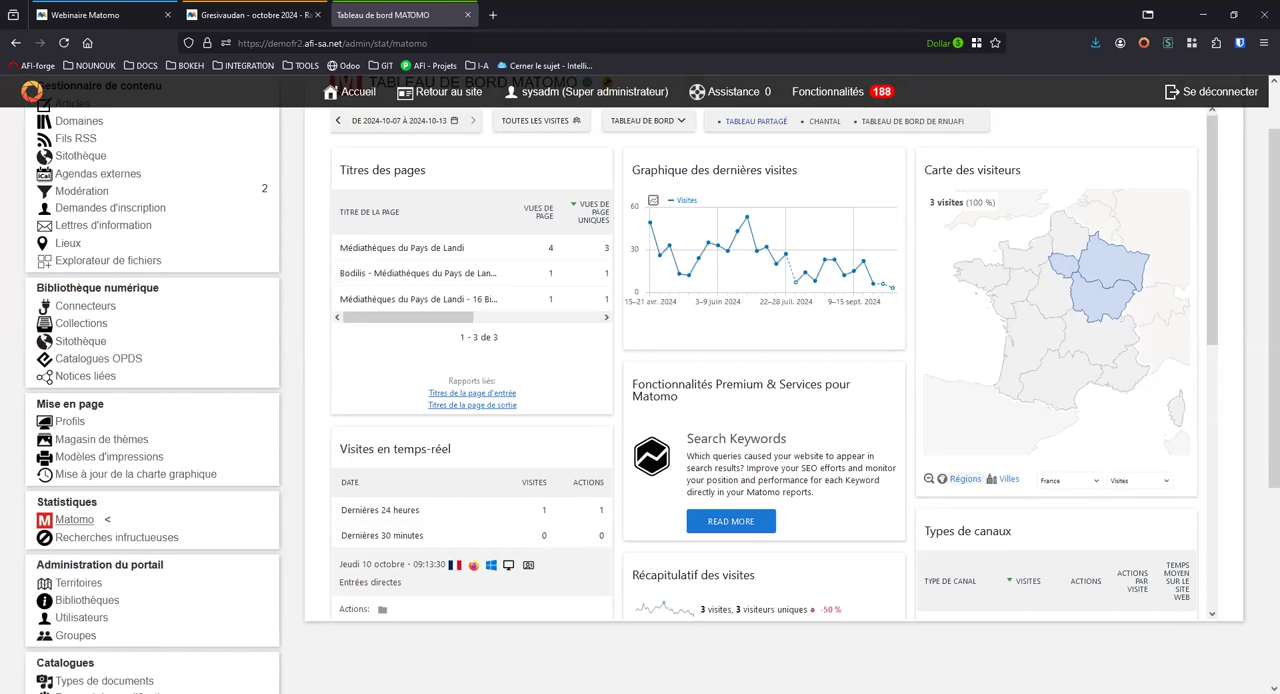 Webinaire Matomo
Gresivaudan - octobre 2024 - Ra
Tableau de bord MATOMO
https://demofr2.afi-sa.net/admin/stat/matomo
Dollar
AFI-forge
NOUNOUK
DOCS
BOKEH
INTEGRATION
TOOLS
Odoo
GIT
AFI - Projets
I-A
Cerner le sujet - Intelli...
TABLEAU DE BORD MATOMO
Accueil
Retour au site
sysadm (Super administrateur)
Assistance 0
Fonctionnalités 188
Se déconnecter
Gestionnaire de contenu
Articles
Domaines
Fils RSS
Sitothèque
Agendas externes
Modération 2
Demandes d'inscription
Lettres d'information
Lieux
Explorateur de fichiers
Bibliothèque numérique
Connecteurs
Collections
Sitothèque
Catalogues OPDS
Notices liées
Mise en page
Profils
Magasin de thèmes
Modèles d'impressions
Mise à jour de la charte graphique
Statistiques
Matomo <
Recherches infructueuses
Administration du portail
Territoires
Bibliothèques
Utilisateurs
Groupes
Catalogues
Types de documents
DE 2024-10-07 À 2024-10-13
TOUTES LES VISITES
TABLEAU DE BORD
TABLEAU PARTAGÉ
CHANTAL
TABLEAU DE BORD DE RNUAFI
Titres des pages
TITRE DE LA PAGE
VUES DE PAGE
VUES DE PAGE UNIQUES
Médiathèques du Pays de Landi 4 3
Bodilis - Médiathèques du Pays de Lan... 1 1
Médiathèques du Pays de Landi - 16 Bi... 1 1
1 - 3 de 3
Rapports liés:
Titres de la page d'entrée
Titres de la page de sortie
Visites en temps-réel
DATE VISITES ACTIONS
Dernières 24 heures 1 1
Dernières 30 minutes 0 0
Jeudi 10 octobre - 09:13:30
Entrées directes
Actions:
Graphique des dernières visites
Visites
60
30
0
15–21 avr. 2024
3–9 juin 2024
22–28 juil. 2024
9–15 sept. 2024
Fonctionnalités Premium & Services pour
Matomo
Search Keywords
Which queries caused your website to appear in
search results? Improve your SEO efforts and monitor
your position and performance for each Keyword
directly in your Matomo reports.
READ MORE
Récapitulatif des visites
3 visites, 3 visiteurs uniques -50 %
Carte des visiteurs
3 visites (100 %)
Régions
Villes
France
Visites
Types de canaux
TYPE DE CANAL
VISITES
ACTIONS
ACTIONS PAR VISITE
TEMPS MOYEN SUR LE SITE WEB